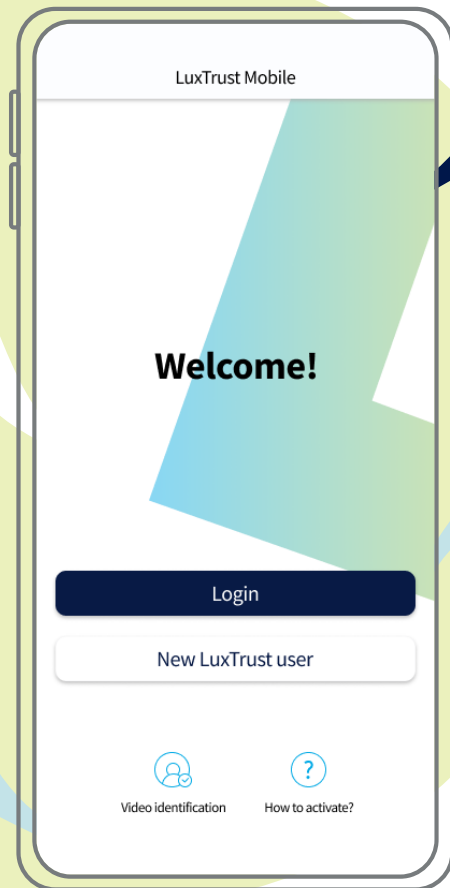 LuxTrust Mobile
Welcome!
Login
New LuxTrust user
?
Video identification
How to activate?